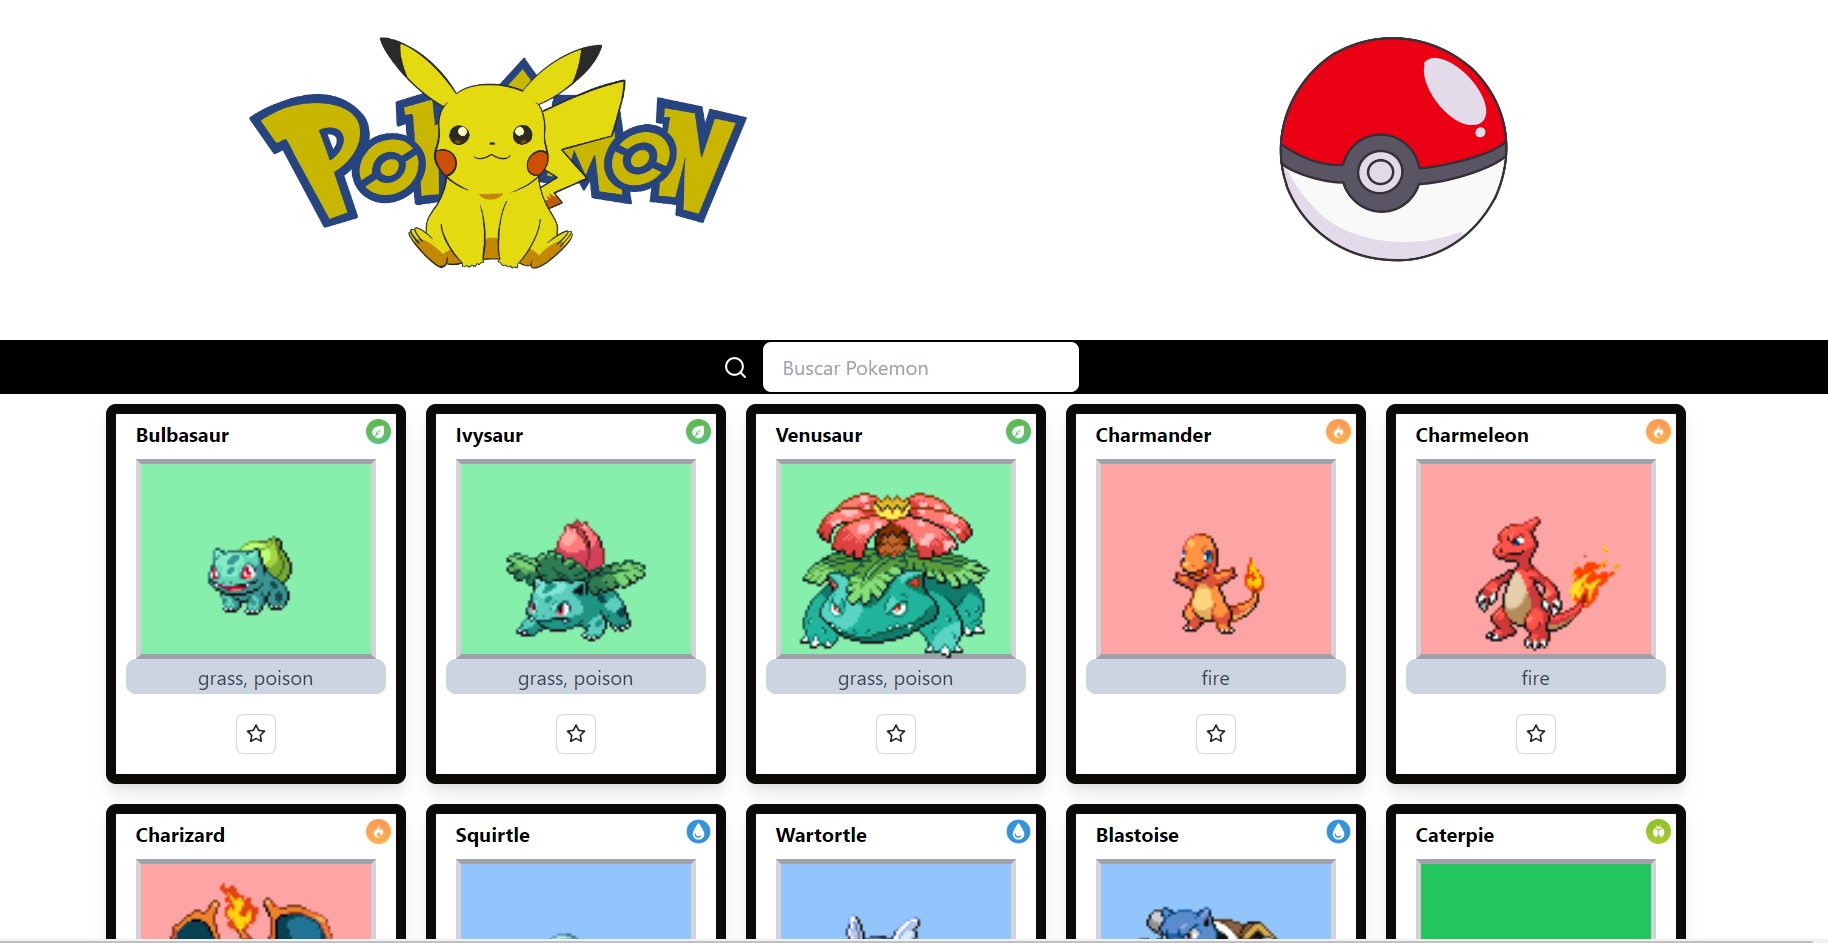 Pokémon
Buscar Pokemon
Bulbasaur
Ivysaur
Venusaur
Charmander
Charmeleon
grass, poison
grass, poison
grass, poison
fire
fire
Charizard
Squirtle
Wartortle
Blastoise
Caterpie